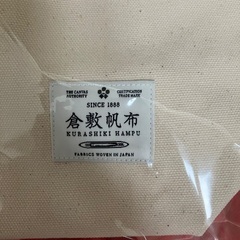 THE CANVAS AUTHORITY
CERTIFICATION TRADE MARK
SINCE 1888
倉敷帆布
KURASHIKI HAMPU
FABRICS WOVEN IN JAPAN